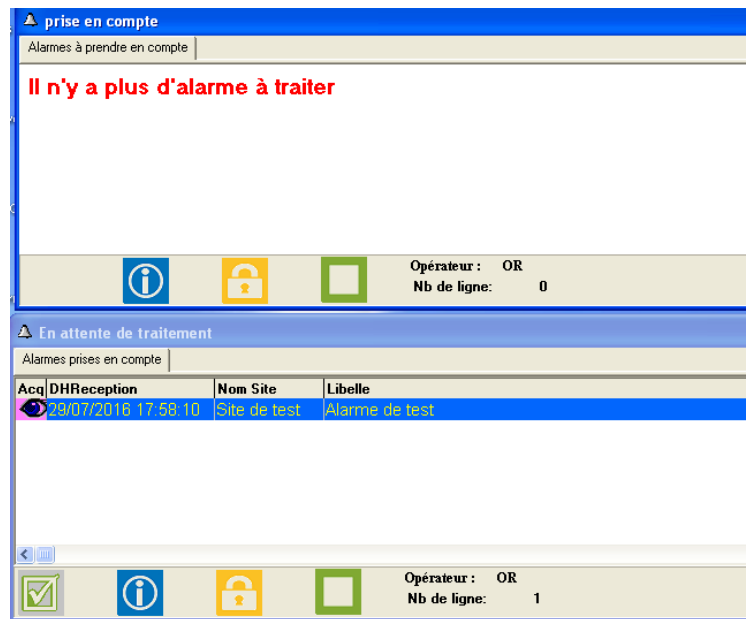 prise en compte
Alarmes à prendre en compte
Il n'y a plus d'alarme à traiter
Opérateur : OR
Nb de ligne: 0
En attente de traitement
Alarmes prises en compte
Acq DHReception Nom Site Libelle
29/07/2016 17:58:10 Site de test Alarme de test
Opérateur : OR
Nb de ligne: 1